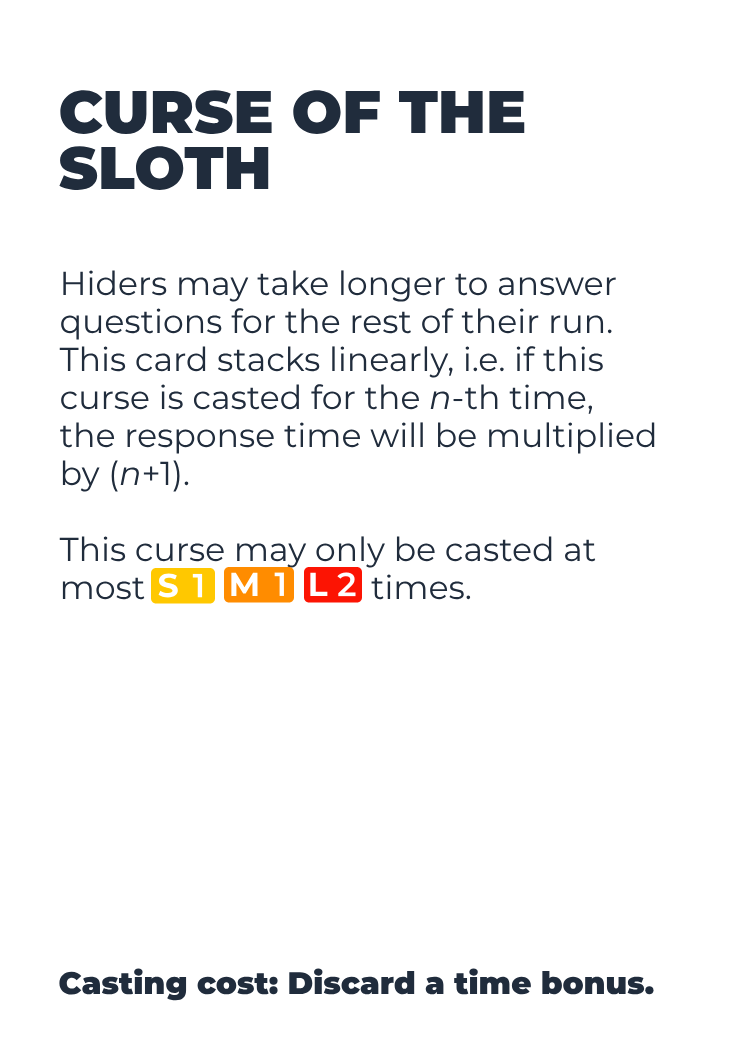 CURSE OF THE
SLOTH
Hiders may take longer to answer
questions for the rest of their run.
This card stacks linearly, i.e. if this
curse is casted for the n-th time,
the response time will be multiplied
by (n+1).
This curse may only be casted at
most S 1 M 1 L 2 times.
Casting cost: Discard a time bonus.